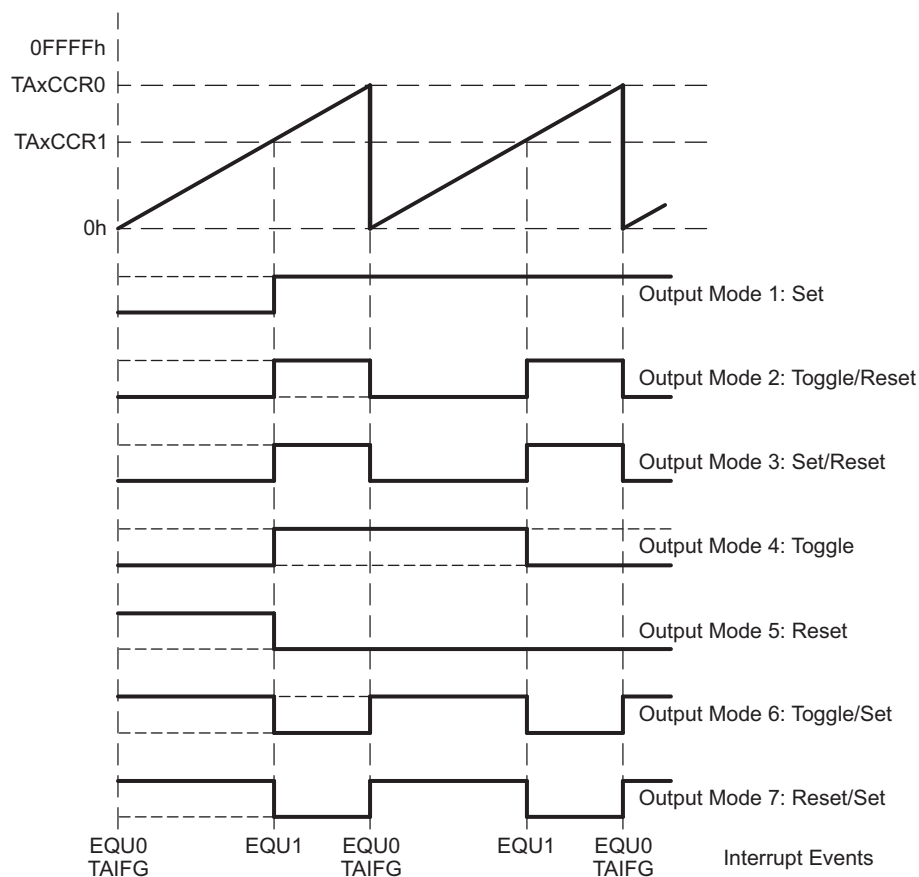 0FFFFh
TAxCCR0
TAxCCR1
0h
Output Mode 1: Set
Output Mode 2: Toggle/Reset
Output Mode 3: Set/Reset
Output Mode 4: Toggle
Output Mode 5: Reset
Output Mode 6: Toggle/Set
Output Mode 7: Reset/Set
EQU0 EQU1 EQU0 EQU1 EQU0 Interrupt Events
TAIFG TAIFG TAIFG